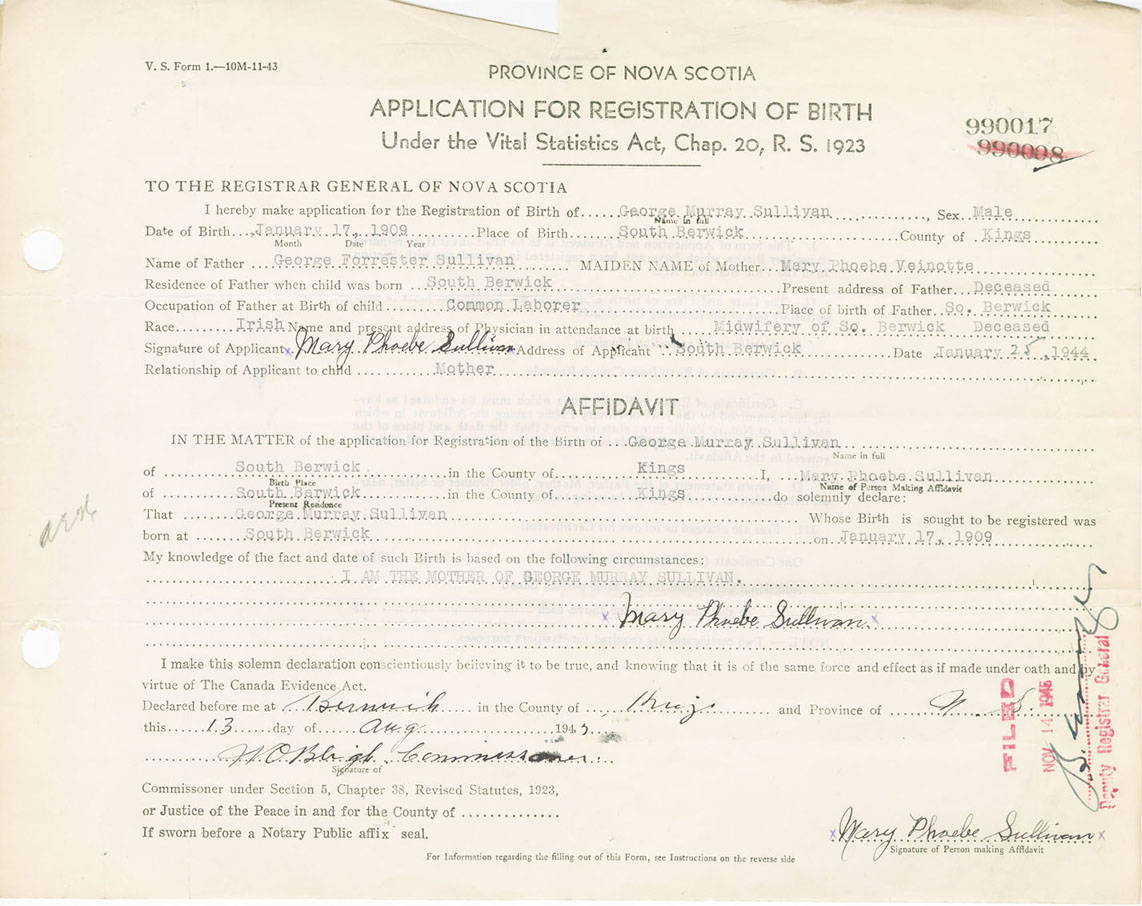 V. S. Form 1.—10M-11-43
PROVINCE OF NOVA SCOTIA
APPLICATION FOR REGISTRATION OF BIRTH
Under the Vital Statistics Act, Chap. 20, R. S. 1923
990017
990008
TO THE REGISTRAR GENERAL OF NOVA SCOTIA
I hereby make application for the Registration of Birth of George Murray Sullivan, Sex Male
Name in full
Date of Birth January 17, 1909 Place of Birth South Berwick County of Kings
Month Date Year
Name of Father George Forrester Sullivan MAIDEN NAME of Mother Mary Phoebe Veinotte
Residence of Father when child was born South Berwick Present address of Father Deceased
Occupation of Father at Birth of child Common Laborer Place of birth of Father So. Berwick
Race Irish Name and present address of Physician in attendance at birth Midwifery of So. Berwick Deceased
Signature of Applicant x Mary Phoebe Sullivan x Address of Applicant South Berwick Date January 25, 1944
Relationship of Applicant to child Mother
AFFIDAVIT
IN THE MATTER of the application for Registration of the Birth of George Murray Sullivan
Name in full
of South Berwick in the County of Kings I, Mary Phoebe Sullivan
Birth Place Name of Person Making Affidavit
of South Berwick in the County of Kings do solemnly declare:
Present Residence
That George Murray Sullivan Whose Birth is sought to be registered was
born at South Berwick on January 17, 1909
My knowledge of the fact and date of such Birth is based on the following circumstances:
I AM THE MOTHER OF GEORGE MURRAY SULLIVAN.
x Mary Phoebe Sullivan x
I make this solemn declaration conscientiously believing it to be true, and knowing that it is of the same force and effect as if made under oath and by
virtue of The Canada Evidence Act.
Declared before me at Berwick in the County of Kings and Province of N. S.
this 13 day of Aug 1945
Commissioner
Signature of
Commissoner under Section 5, Chapter 38, Revised Statutes, 1923,
or Justice of the Peace in and for the County of
If sworn before a Notary Public affix seal.
x Mary Phoebe Sullivan x
Signature of Person making Affidavit
For Information regarding the filling out of this Form, see Instructions on the reverse side
FILED
NOV 14 1945
Deputy Registrar General